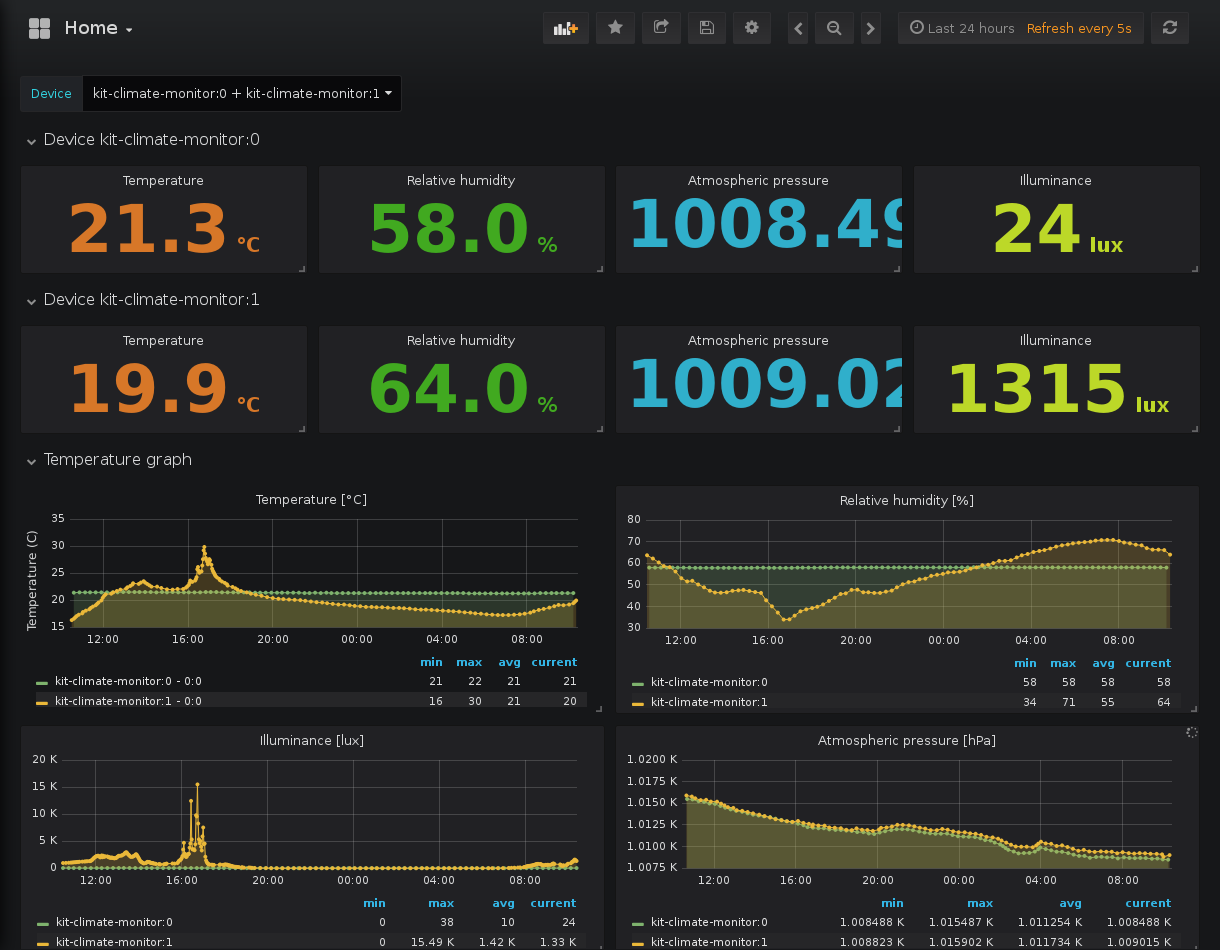 Home
Last 24 hours Refresh every 5s
Device kit-climate-monitor:0 + kit-climate-monitor:1
Device kit-climate-monitor:0
Temperature Relative humidity Atmospheric pressure Illuminance
21.3 °C 58.0 % 1008.49 24 lux
Device kit-climate-monitor:1
Temperature Relative humidity Atmospheric pressure Illuminance
19.9 °C 64.0 % 1009.02 1315 lux
Temperature graph
Temperature [°C]
Temperature (C)
35
30
25
20
15
12:00 16:00 20:00 00:00 04:00 08:00
min max avg current
kit-climate-monitor:0 - 0:0 21 22 21 21
kit-climate-monitor:1 - 0:0 16 30 21 20
Relative humidity [%]
80
70
60
50
40
30
12:00 16:00 20:00 00:00 04:00 08:00
min max avg current
kit-climate-monitor:0 58 58 58 58
kit-climate-monitor:1 34 71 55 64
Illuminance [lux]
20 K
15 K
10 K
5 K
0
12:00 16:00 20:00 00:00 04:00 08:00
min max avg current
kit-climate-monitor:0 0 38 10 24
kit-climate-monitor:1 0 15.49 K 1.42 K 1.33 K
Atmospheric pressure [hPa]
1.0200 K
1.0175 K
1.0150 K
1.0125 K
1.0100 K
1.0075 K
12:00 16:00 20:00 00:00 04:00 08:00
min max avg current
kit-climate-monitor:0 1.008488 K 1.015487 K 1.011254 K 1.008488 K
kit-climate-monitor:1 1.008823 K 1.015902 K 1.011734 K 1.009015 K